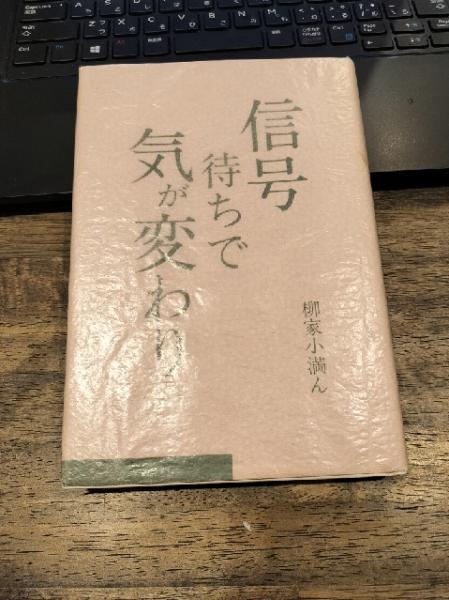 信号
待ちで
気が変わり
柳家小満ん